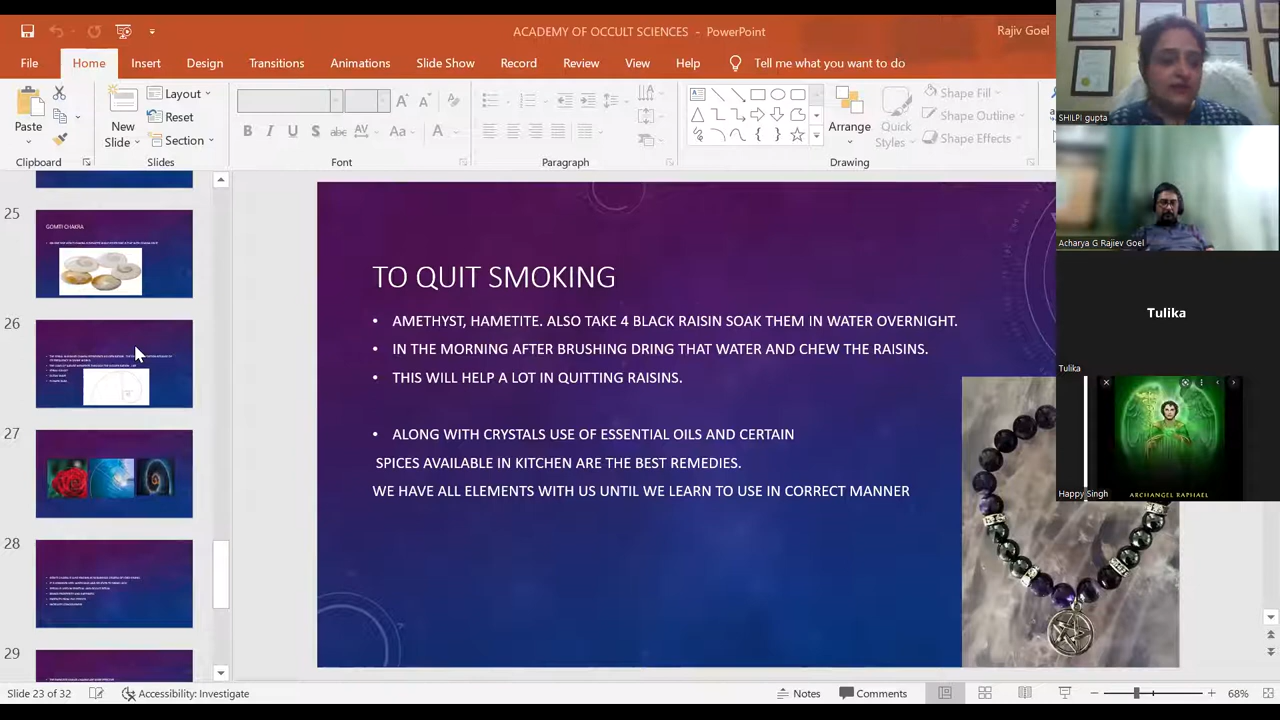 ACADEMY OF OCCULT SCIENCES - PowerPoint
Rajiv Goel
File Home Insert Design Transitions Animations Slide Show Record Review View Help Tell me what you want to do
Paste
New
Slide
Layout
Reset
Section
Arrange
Quick
Styles
Shape Fill
Shape Outline
Shape Effects
Clipboard Slides Font Paragraph Drawing
25
GOMTI CHAKRA
26
27
28
29
TO QUIT SMOKING
• AMETHYST, HAMETITE. ALSO TAKE 4 BLACK RAISIN SOAK THEM IN WATER OVERNIGHT.
• IN THE MORNING AFTER BRUSHING DRING THAT WATER AND CHEW THE RAISINS.
• THIS WILL HELP A LOT IN QUITTING RAISINS.
• ALONG WITH CRYSTALS USE OF ESSENTIAL OILS AND CERTAIN
SPICES AVAILABLE IN KITCHEN ARE THE BEST REMEDIES.
WE HAVE ALL ELEMENTS WITH US UNTIL WE LEARN TO USE IN CORRECT MANNER
SHILPI gupta
Acharya G Rajiev Goel
Tulika
Tulika
ARCHANGEL RAPHAEL
Happy Singh
Slide 23 of 32 Accessibility: Investigate Notes Comments 68%